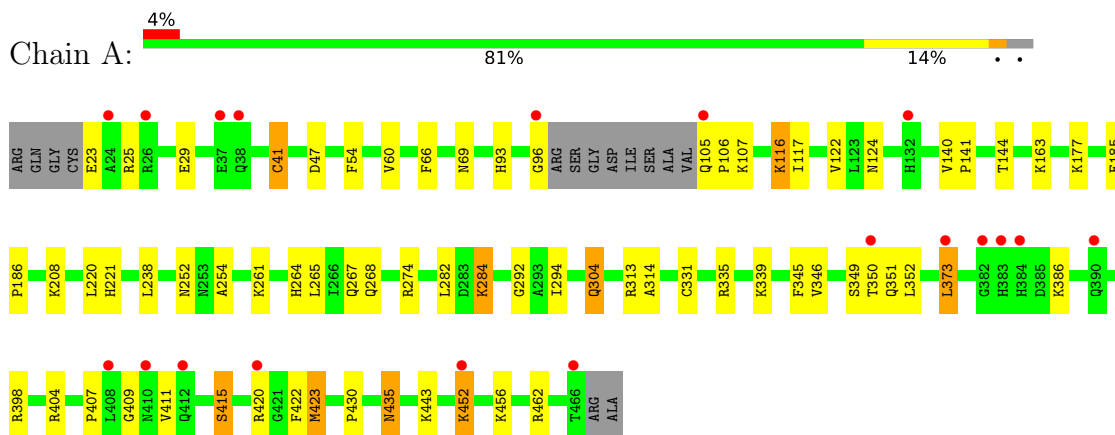 4%
Chain A:
81% 14% • •
ARG GLN GLY CYS E23 A24 R25 R26 E29 E37 Q38 C41 D47 F54 V60 F66 N69 H93 G96 ARG SER GLY ASP ILE SER ALA VAL Q105 P106 K107 K116 I117 V122 L123 N124 H132 V140 P141 T144 K163 K177 E185
P186 K208 L220 H221 L238 N252 N253 A254 K261 H264 L265 I266 Q267 Q268 R274 L282 D283 K284 G292 A293 I294 Q304 R313 A314 C331 R335 K339 F345 V346 S349 T350 Q351 L352 L373 G382 H383 H384 D385 K386 Q390
R398 R404 P407 L408 G409 N410 V411 Q412 S415 R420 G421 F422 M423 P430 N435 K443 K452 K456 R462 T466 ARG ALA